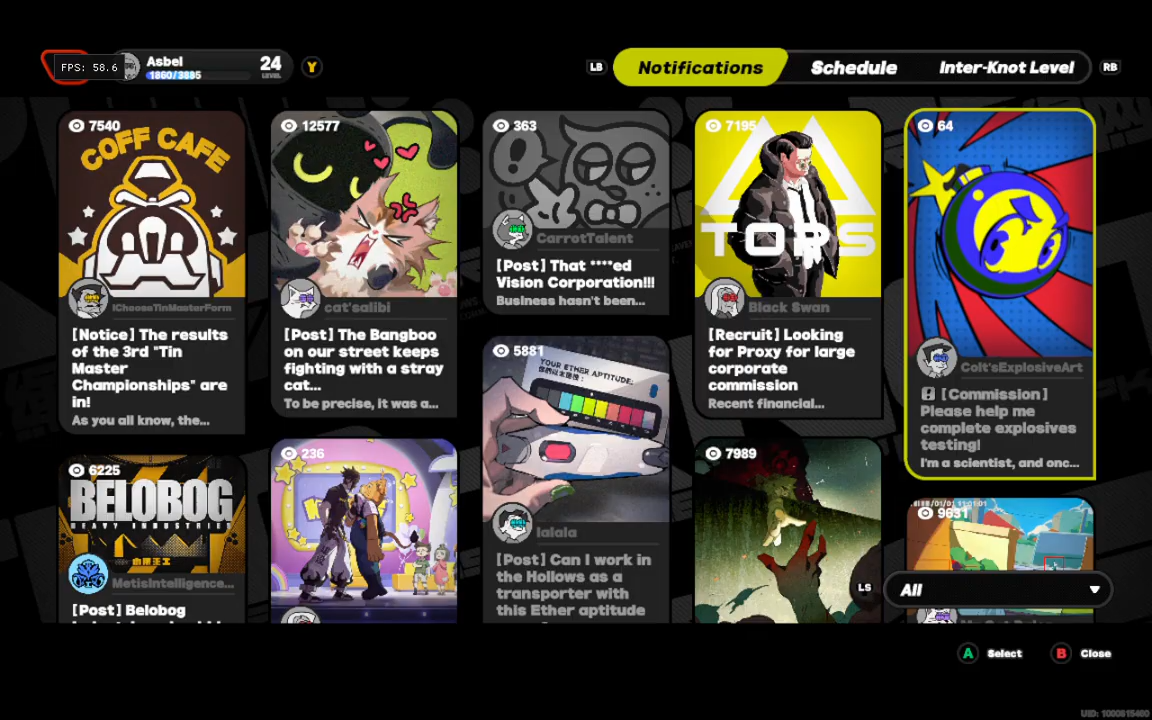 FPS: 58.6
Asbel
1860/3885
24
LEVEL
Y
LB
Notifications
Schedule
Inter-Knot Level
RB
7540
COFF CAFE
IChooseTinMasterForm
[Notice] The results
of the 3rd "Tin
Master
Championships" are
in!
As you all know, the...
12577
cat'salibi
[Post] The Bangboo
on our street keeps
fighting with a stray
cat...
To be precise, it was a...
363
CarrotTalent
[Post] That ****ed
Vision Corporation!!!
Business hasn't been...
7195
TOPS
Black Swan
[Recruit] Looking
for Proxy for large
corporate
commission
Recent financial...
64
Colt'sExplosiveArt
[Commission]
Please help me
complete explosives
testing!
I'm a scientist, and onc...
6225
BELOBOG
HEAVY INDUSTRIES
MetisIntelligence...
[Post] Belobog
236
5881
YOUR ETHER APTITUDE:
lalala
[Post] Can I work in
the Hollows as a
transporter with
this Ether aptitude
7989
9631
LS
All
A
Select
B
Close
UID: 1000815460